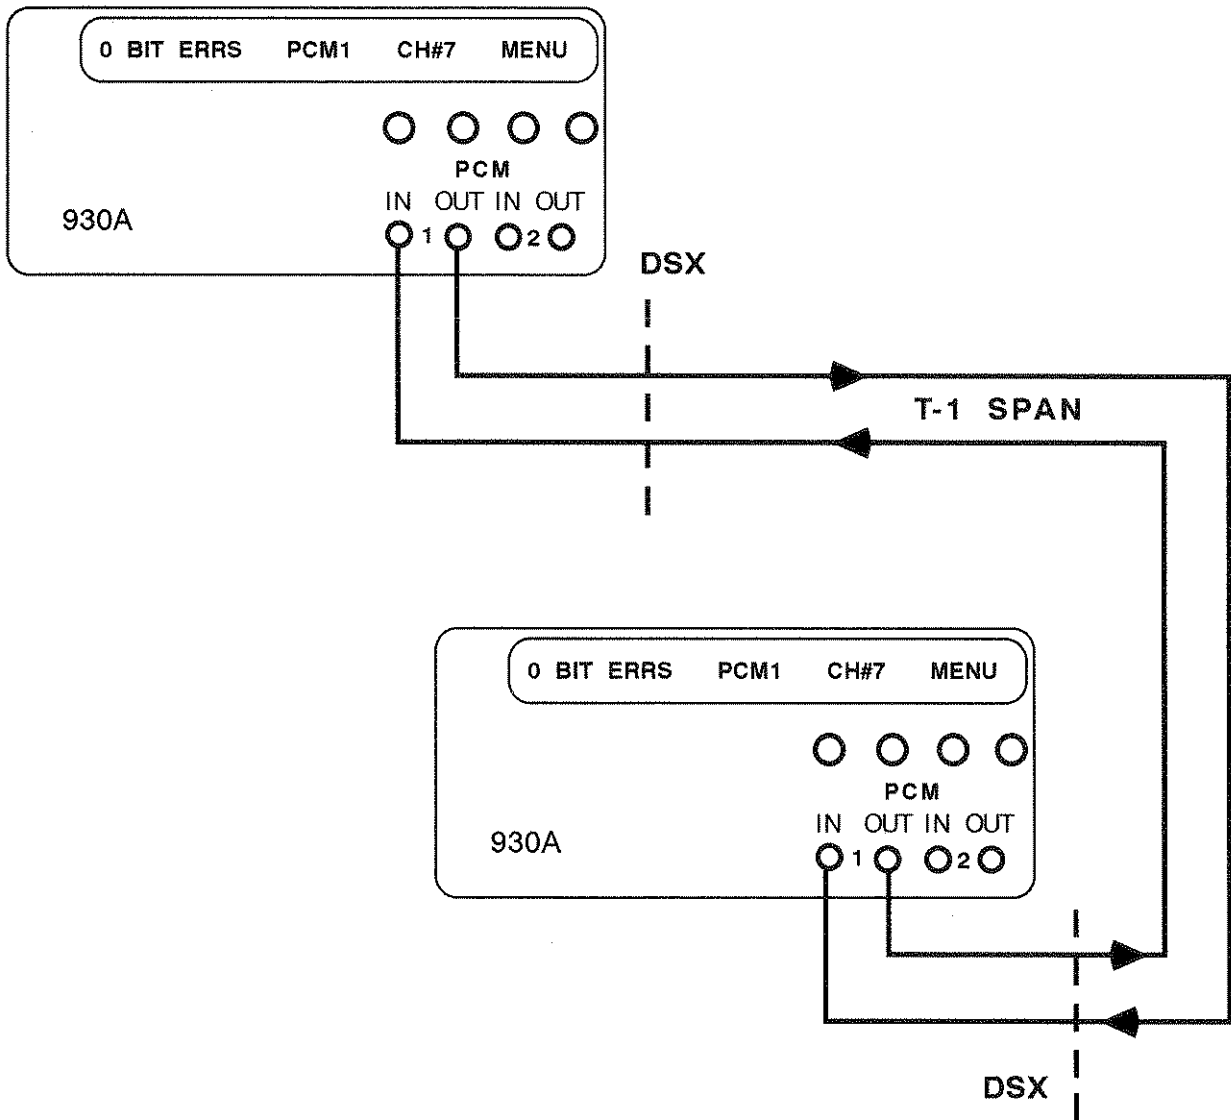 0 BIT ERRS PCM1 CH#7 MENU
PCM
IN OUT IN OUT
930A
1 2
DSX
T-1 SPAN
0 BIT ERRS PCM1 CH#7 MENU
PCM
IN OUT IN OUT
930A
1 2
DSX